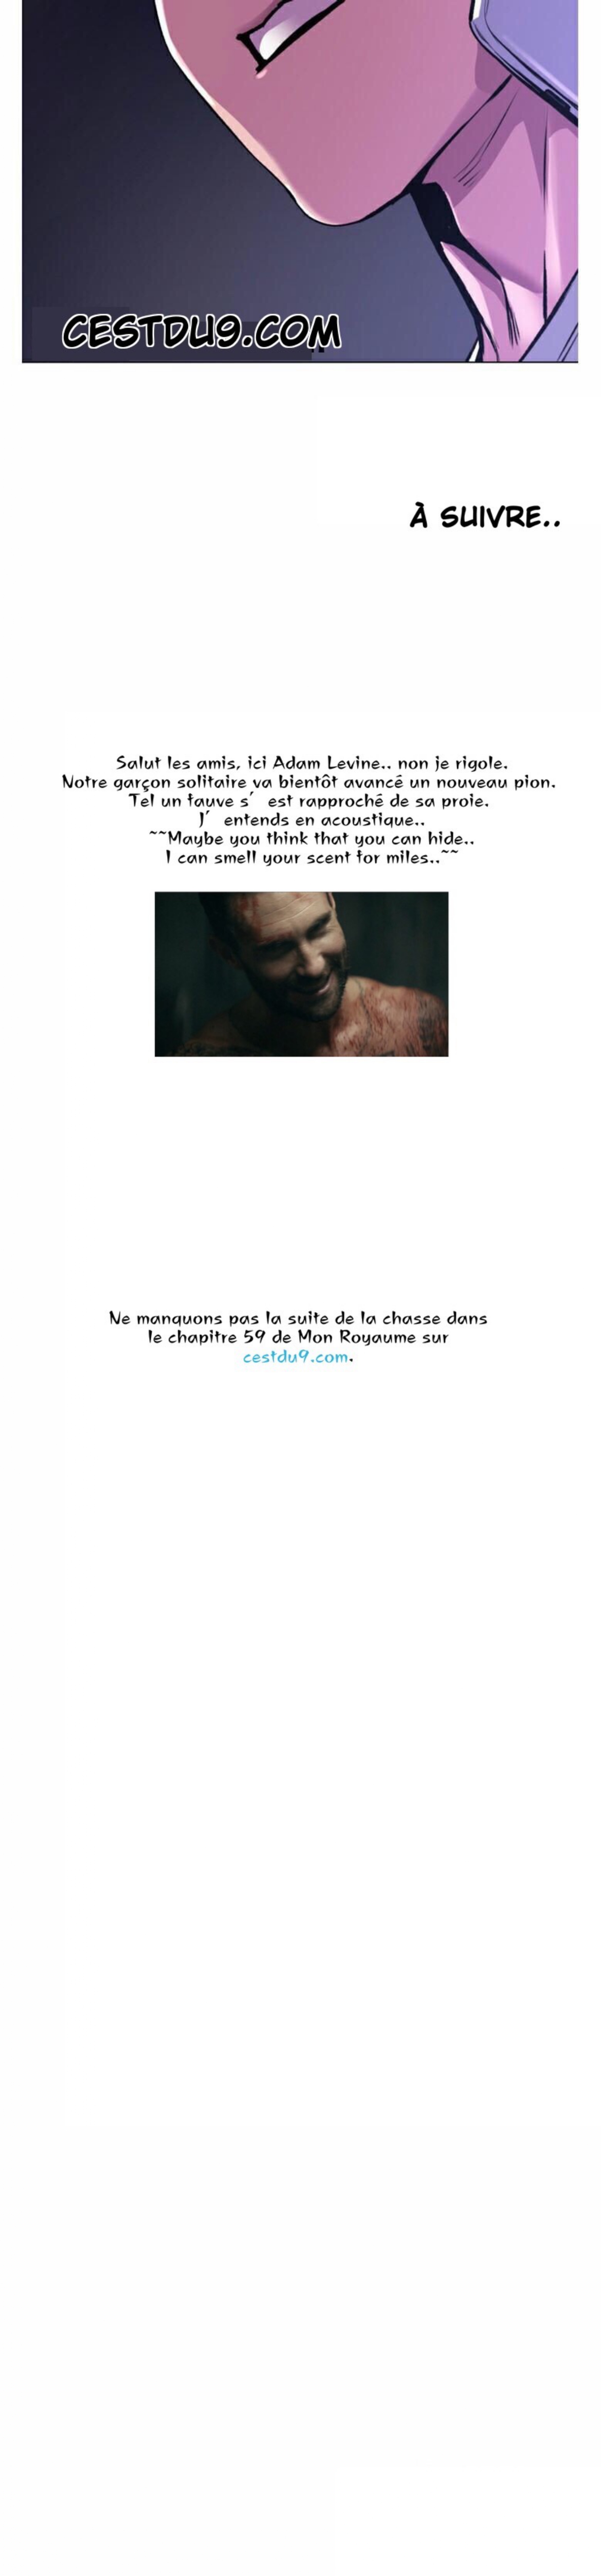 CESTDU9.COM
À SUIVRE..
Salut les amis, ici Adam Levine.. non je rigole.
Notre garçon solitaire va bientôt avancé un nouveau pion.
Tel un fauve s' est rapproché de sa proie.
J' entends en acoustique..
~~Maybe you think that you can hide..
I can smell your scent for miles..~~
Ne manquons pas la suite de la chasse dans
le chapitre 59 de Mon Royaume sur
cestdu9.com.